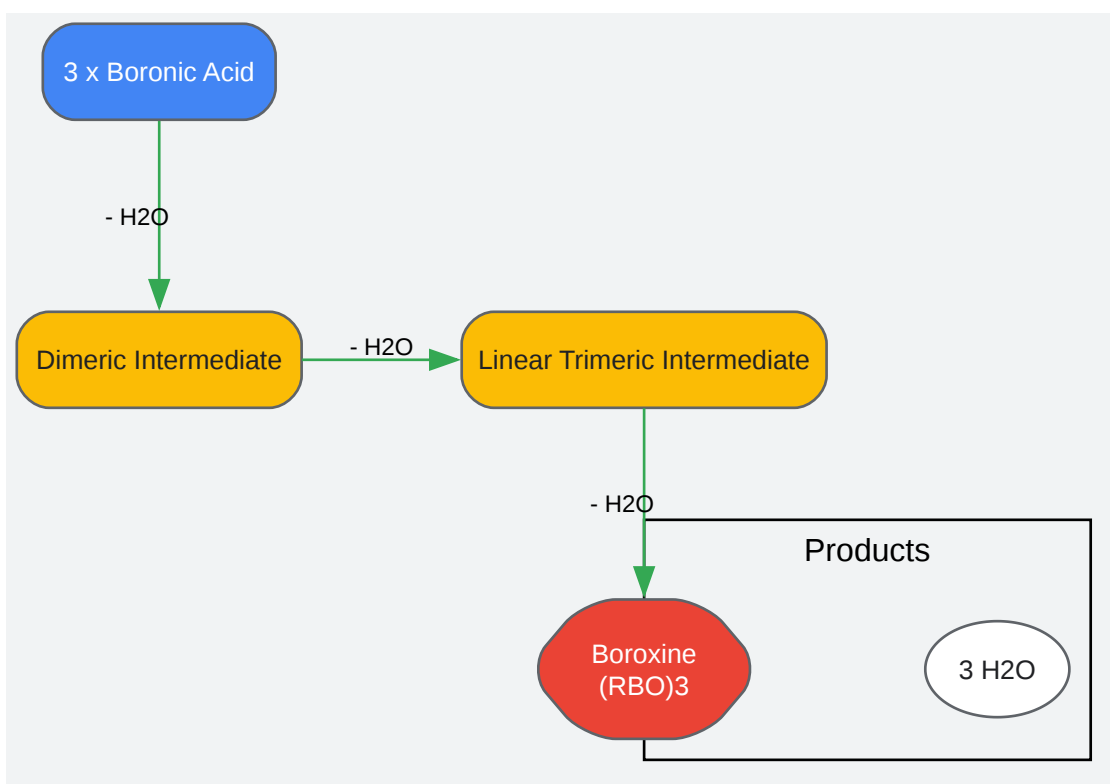 3 x Boronic Acid
- H2O
Dimeric Intermediate
- H2O
Linear Trimeric Intermediate
- H2O
Products
Boroxine
(RBO)3
3 H2O